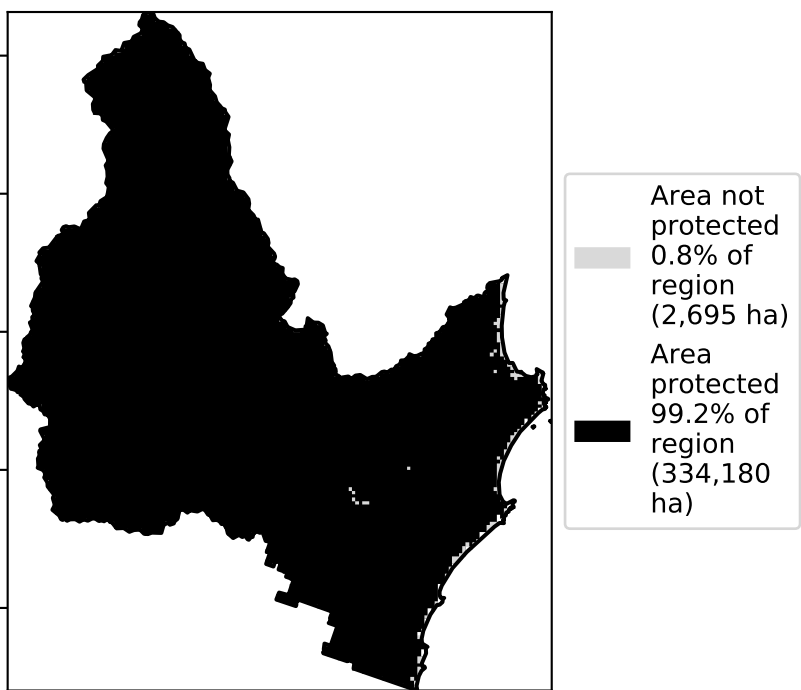 Area not
protected
0.8% of
region
(2,695 ha)
Area
protected
99.2% of
region
(334,180
ha)